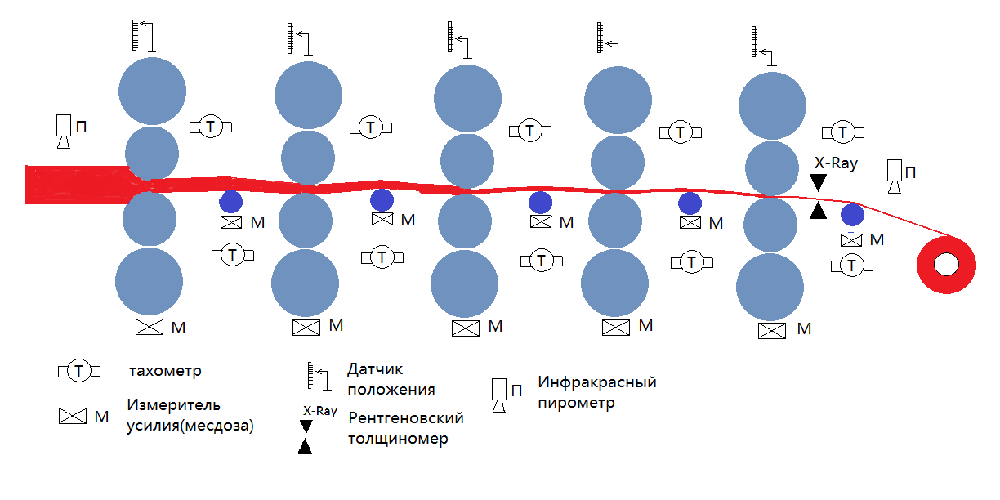 П
Т
Т
Т
Т
Т
X-Ray
П
М
М
М
М
М
Т
Т
Т
Т
Т
М
М
М
М
М
Т
тахометр
М
Измеритель
усилия(месдоза)
Датчик
положения
X-Ray
Рентгеновский
толщиномер
П
Инфракрасный
пирометр